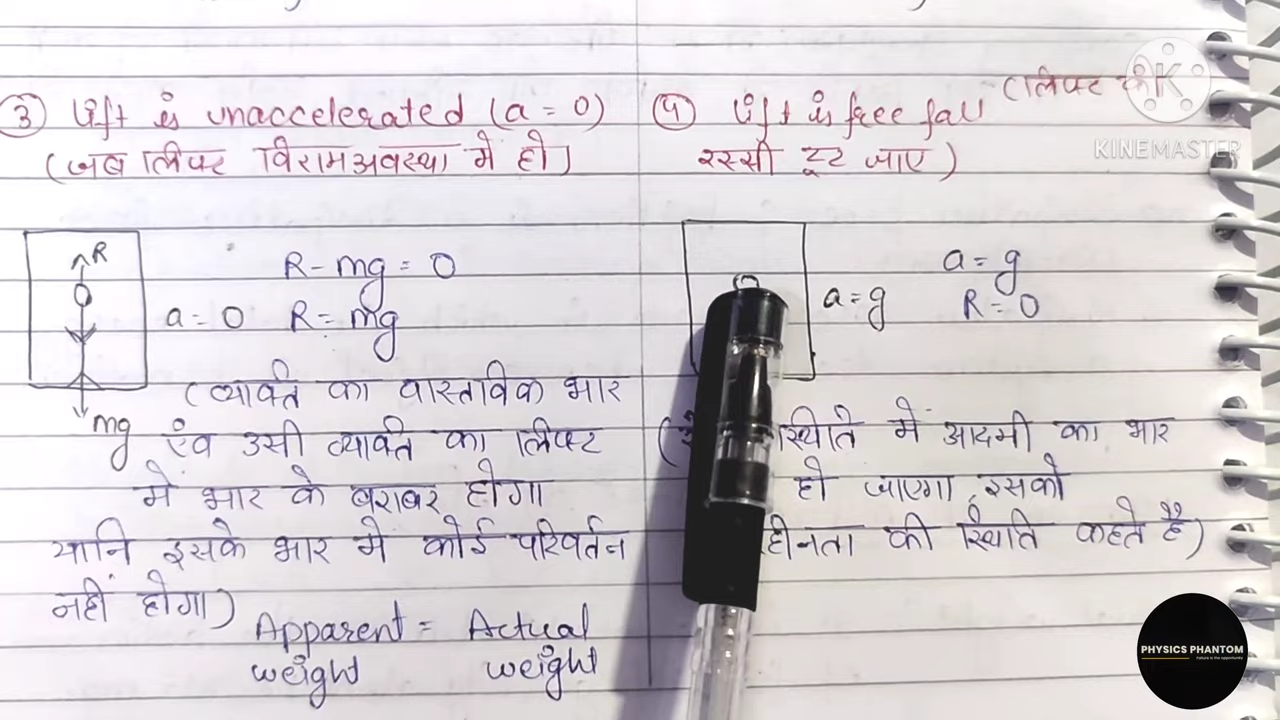 ③ Lift is unaccelerated (a = 0)
(जब लिफ्ट विरामअवस्था में हो)
R
R - mg = 0
a = 0 R = mg
mg
(व्यक्ति का वास्तविक भार
एंव उसी व्यक्ति का लिफ्ट
में भार के बराबर होगा
यानि इसके भार मे कोई परिवर्तन
नहीं होगा)
Apparent = Actual
weight weight
④ Lift is free fall (लिफ्ट की
रस्सी टूट जाए)
a = g
a = g R = 0
स्थिति में आदमी का भार
हो जाएगा, इसको
हीनता की स्थिति कहते हैं)
K
KINEMASTER
PHYSICS PHANTOM